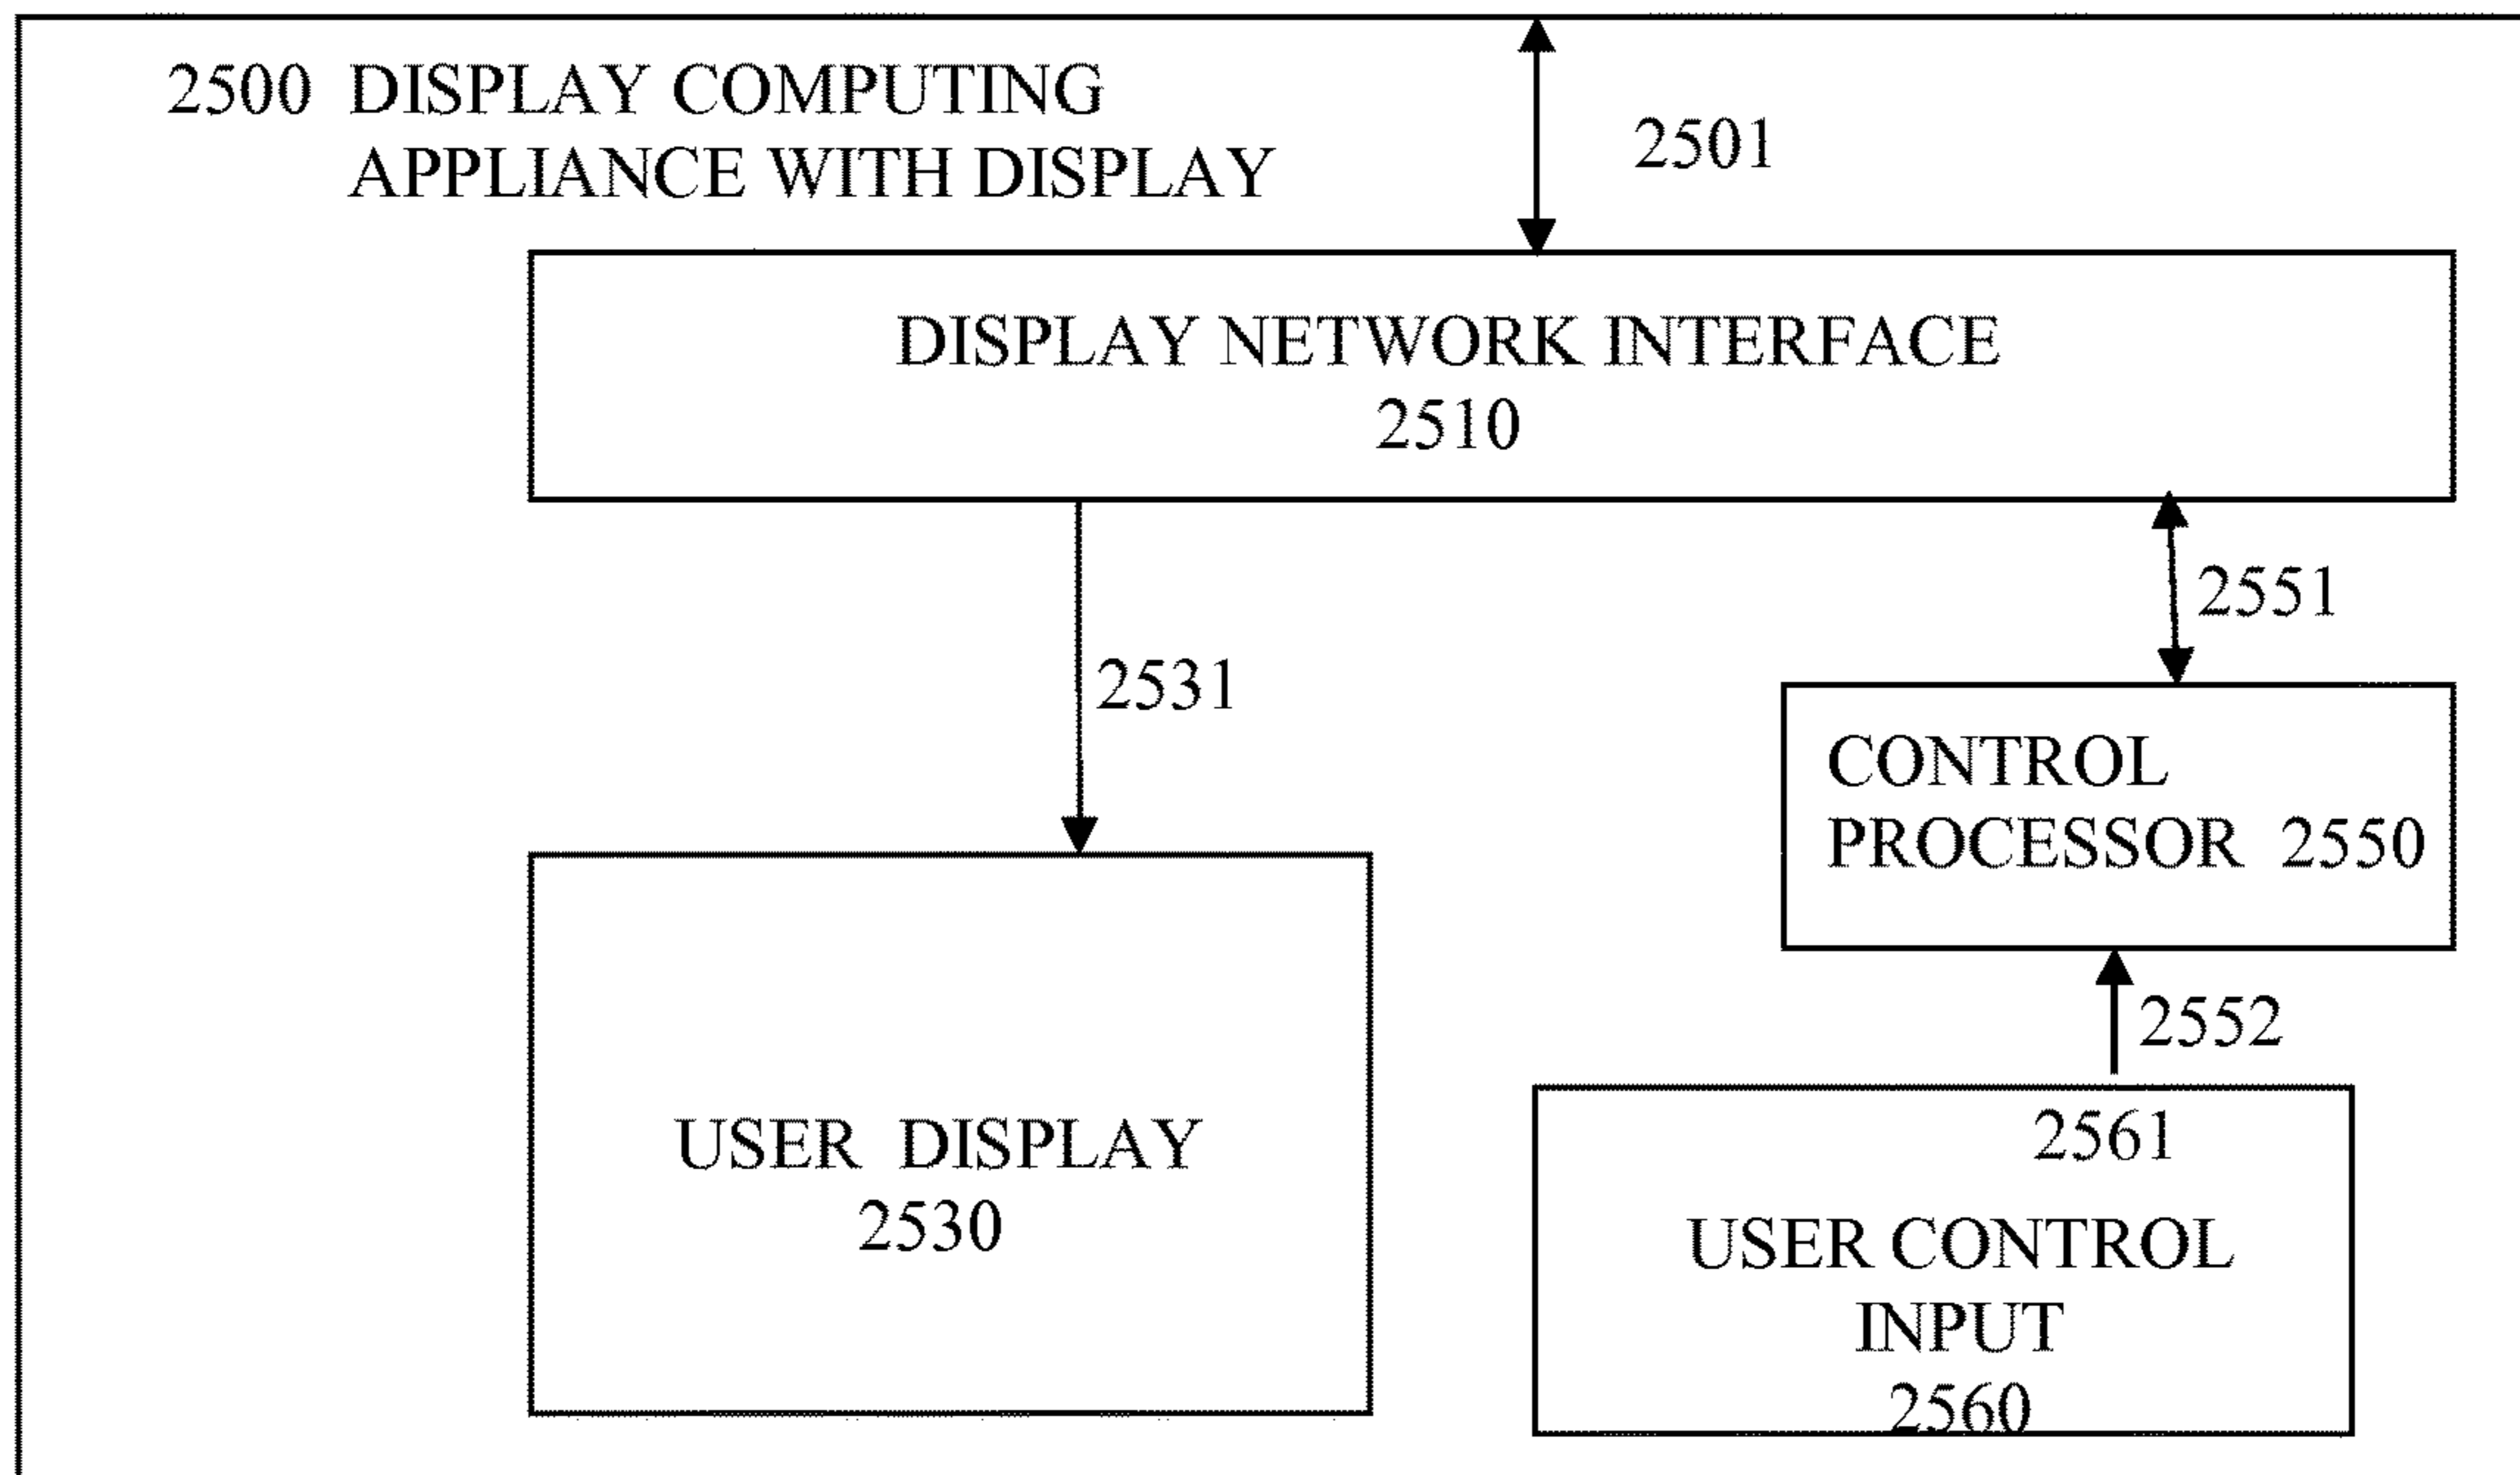 2500 DISPLAY COMPUTING
APPLIANCE WITH DISPLAY
2501
DISPLAY NETWORK INTERFACE
2510
2551
2531
CONTROL
PROCESSOR 2550
2552
2561
USER DISPLAY
2530
USER CONTROL
INPUT
2560